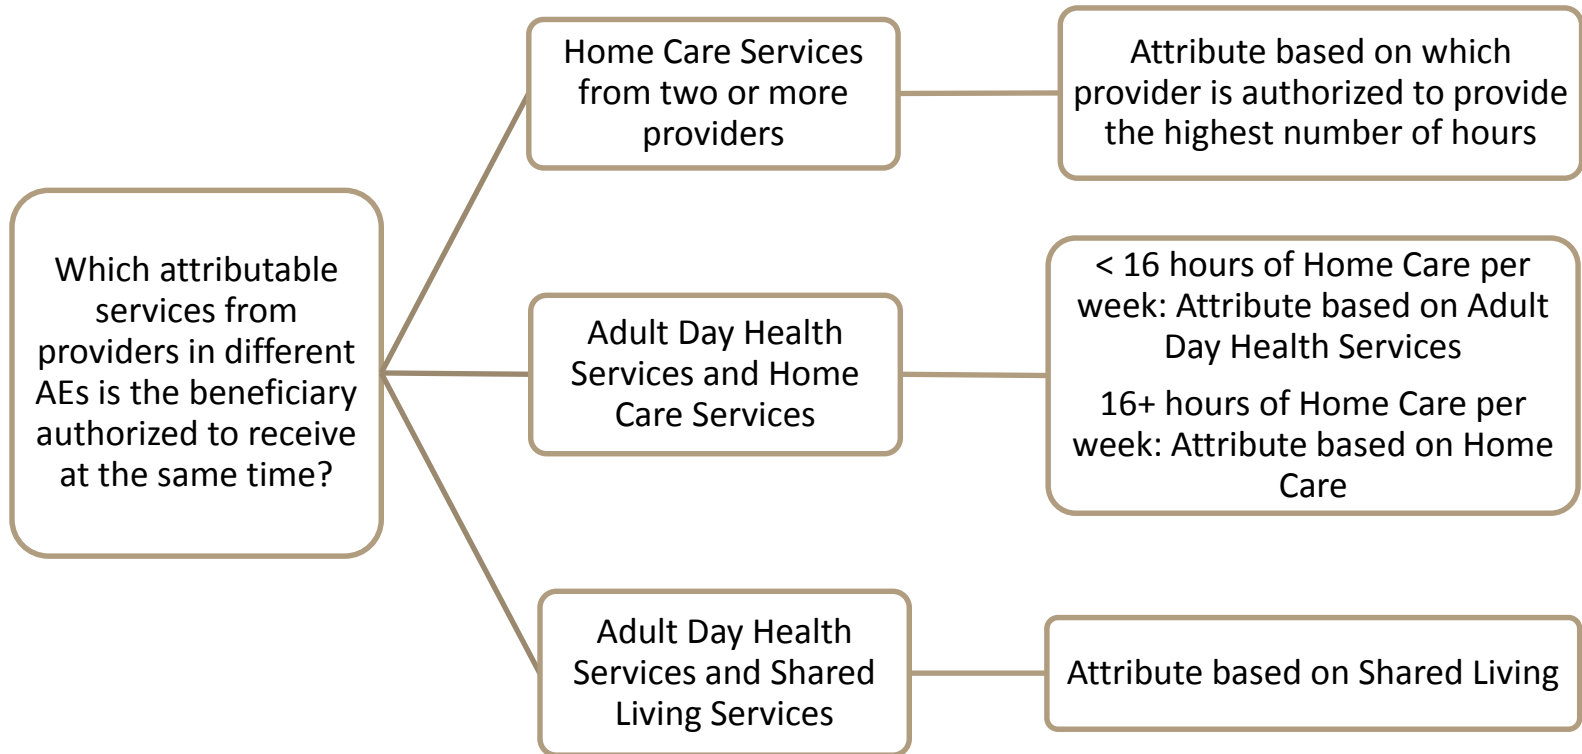 Which attributable
services from
providers in different
AEs is the beneficiary
authorized to receive
at the same time?
Home Care Services
from two or more
providers
Attribute based on which
provider is authorized to provide
the highest number of hours
Adult Day Health
Services and Home
Care Services
< 16 hours of Home Care per
week: Attribute based on Adult
Day Health Services
16+ hours of Home Care per
week: Attribute based on Home
Care
Adult Day Health
Services and Shared
Living Services
Attribute based on Shared Living